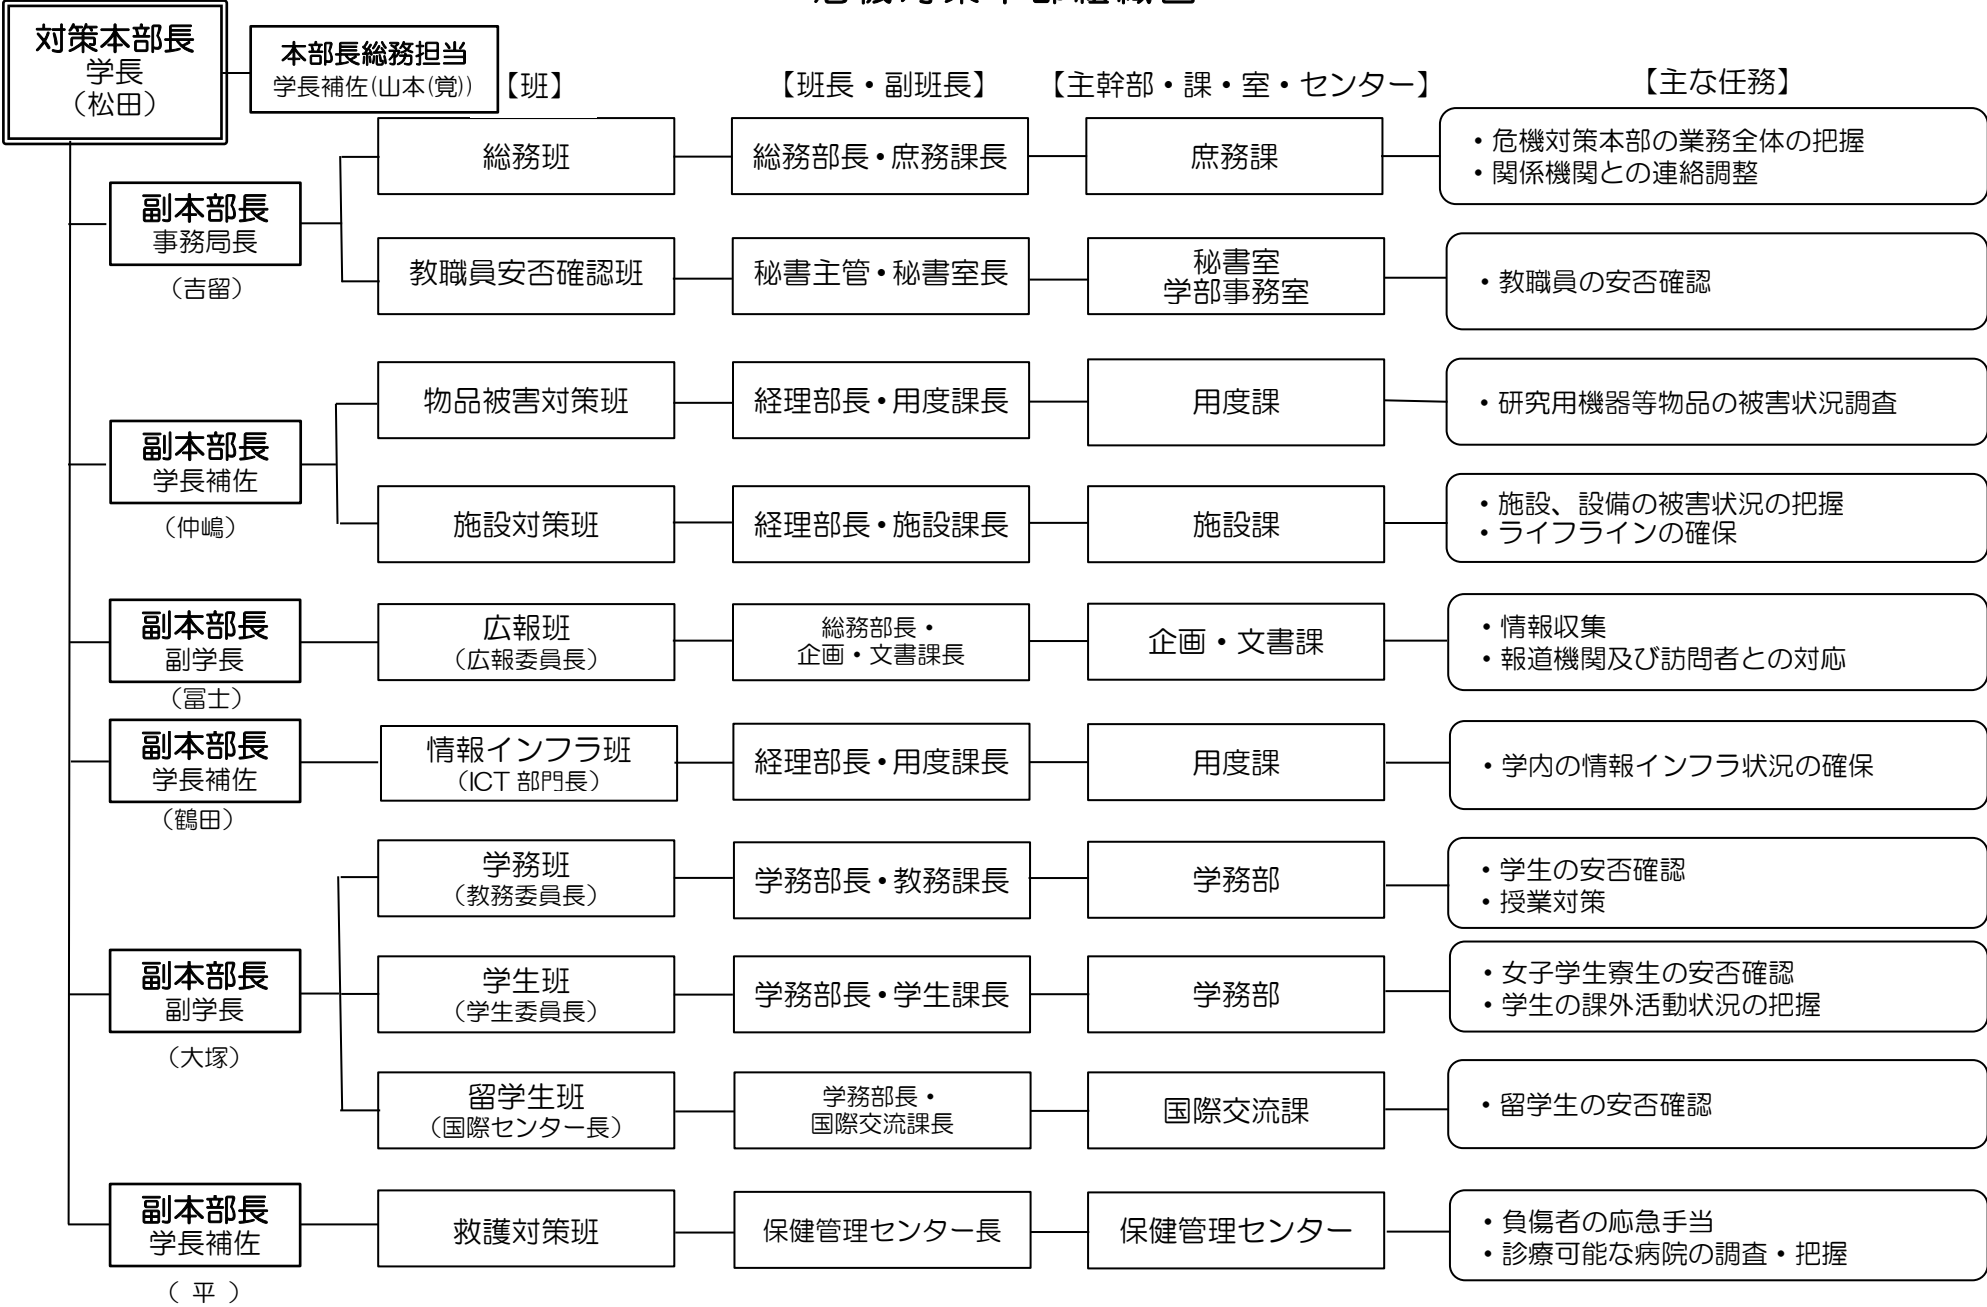 危機対策本部組織図
対策本部長
学長
（松田）
本部長総務担当
学長補佐(山本(覚))
【班】
【班長・副班長】
【主幹部・課・室・センター】
【主な任務】
副本部長
事務局長
（吉留）
総務班
総務部長・庶務課長
庶務課
・危機対策本部の業務全体の把握
・関係機関との連絡調整
教職員安否確認班
秘書主管・秘書室長
秘書室
学部事務室
・教職員の安否確認
副本部長
学長補佐
（仲嶋）
物品被害対策班
経理部長・用度課長
用度課
・研究用機器等物品の被害状況調査
施設対策班
経理部長・施設課長
施設課
・施設、設備の被害状況の把握
・ライフラインの確保
副本部長
副学長
（冨士）
広報班
（広報委員長）
総務部長・
企画・文書課長
企画・文書課
・情報収集
・報道機関及び訪問者との対応
副本部長
学長補佐
（鶴田）
情報インフラ班
（ICT 部門長）
経理部長・用度課長
用度課
・学内の情報インフラ状況の確保
副本部長
副学長
（大塚）
学務班
（教務委員長）
学務部長・教務課長
学務部
・学生の安否確認
・授業対策
学生班
（学生委員長）
学務部長・学生課長
学務部
・女子学生寮生の安否確認
・学生の課外活動状況の把握
留学生班
（国際センター長）
学務部長・
国際交流課長
国際交流課
・留学生の安否確認
副本部長
学長補佐
（ 平 ）
救護対策班
保健管理センター長
保健管理センター
・負傷者の応急手当
・診療可能な病院の調査・把握